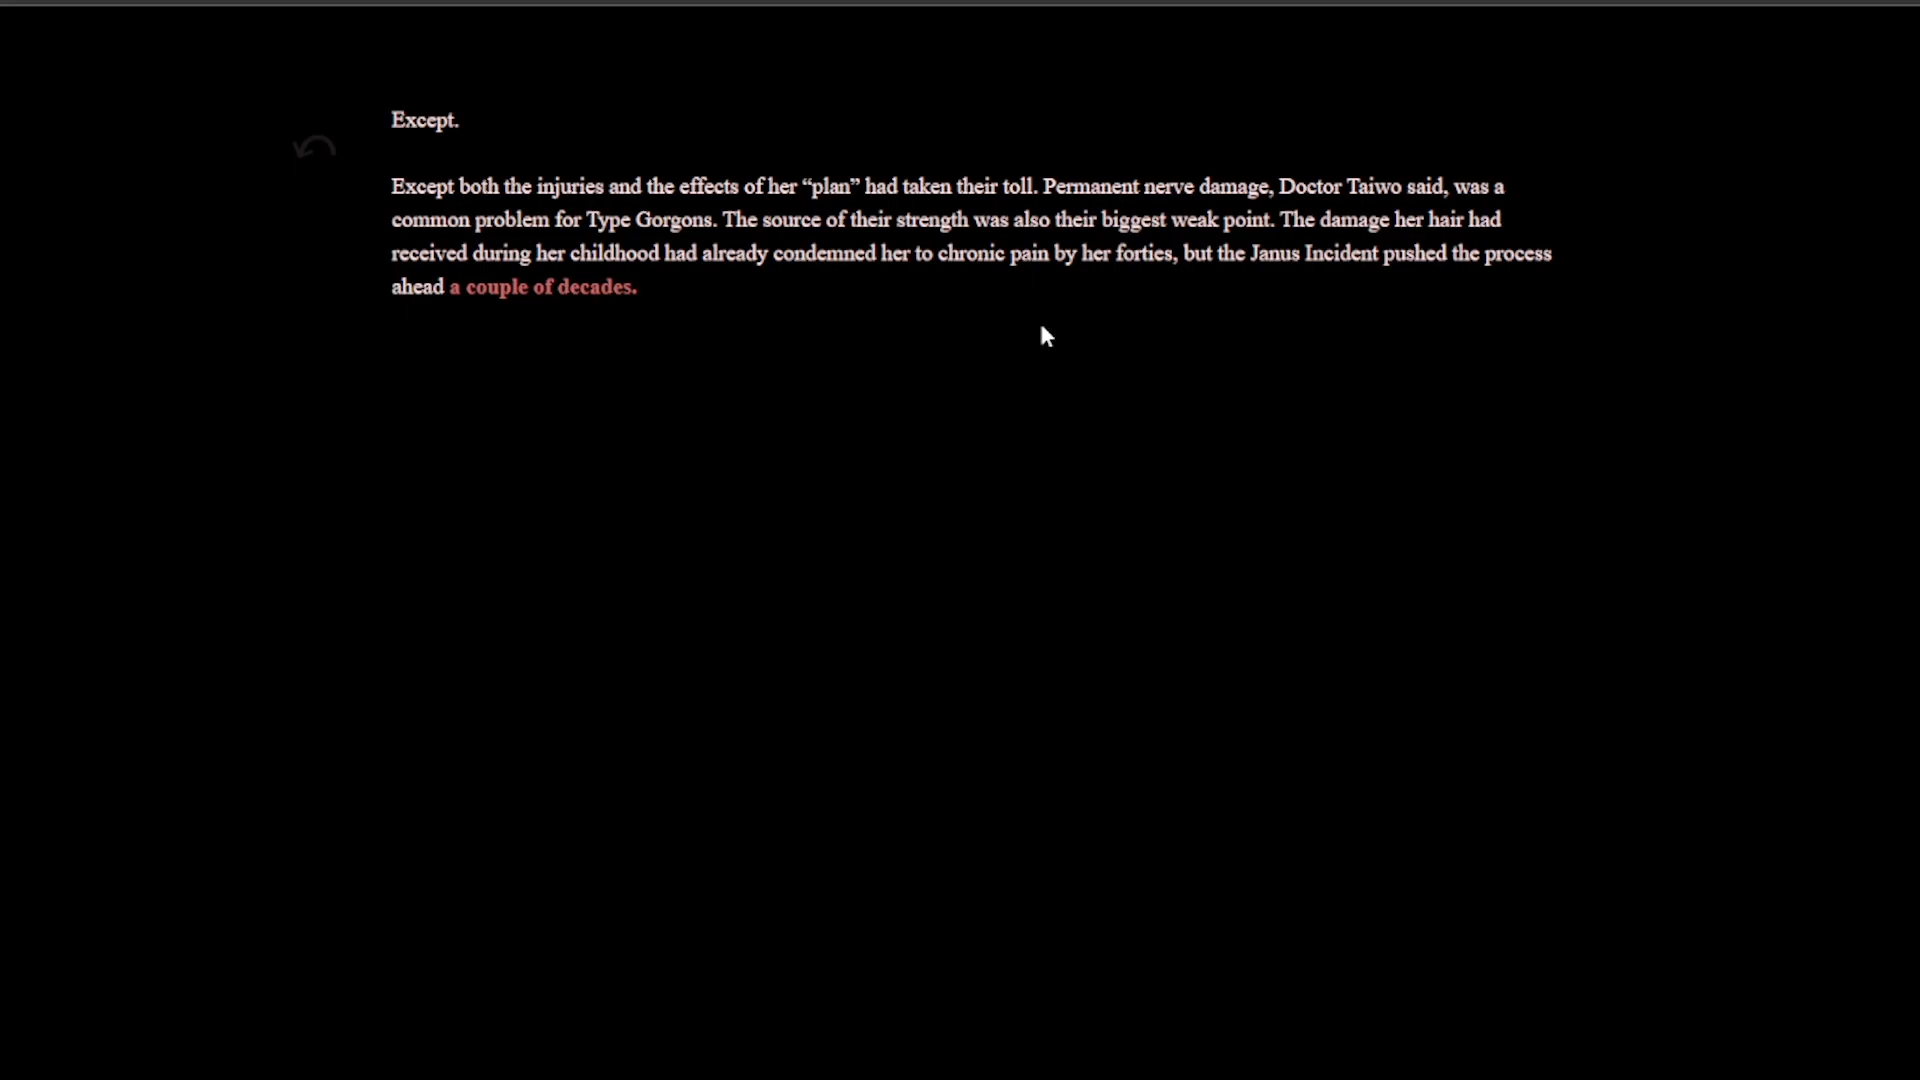 Except.
Except both the injuries and the effects of her “plan” had taken their toll. Permanent nerve damage, Doctor Taiwo said, was a
common problem for Type Gorgons. The source of their strength was also their biggest weak point. The damage her hair had
received during her childhood had already condemned her to chronic pain by her forties, but the Janus Incident pushed the process
ahead a couple of decades.